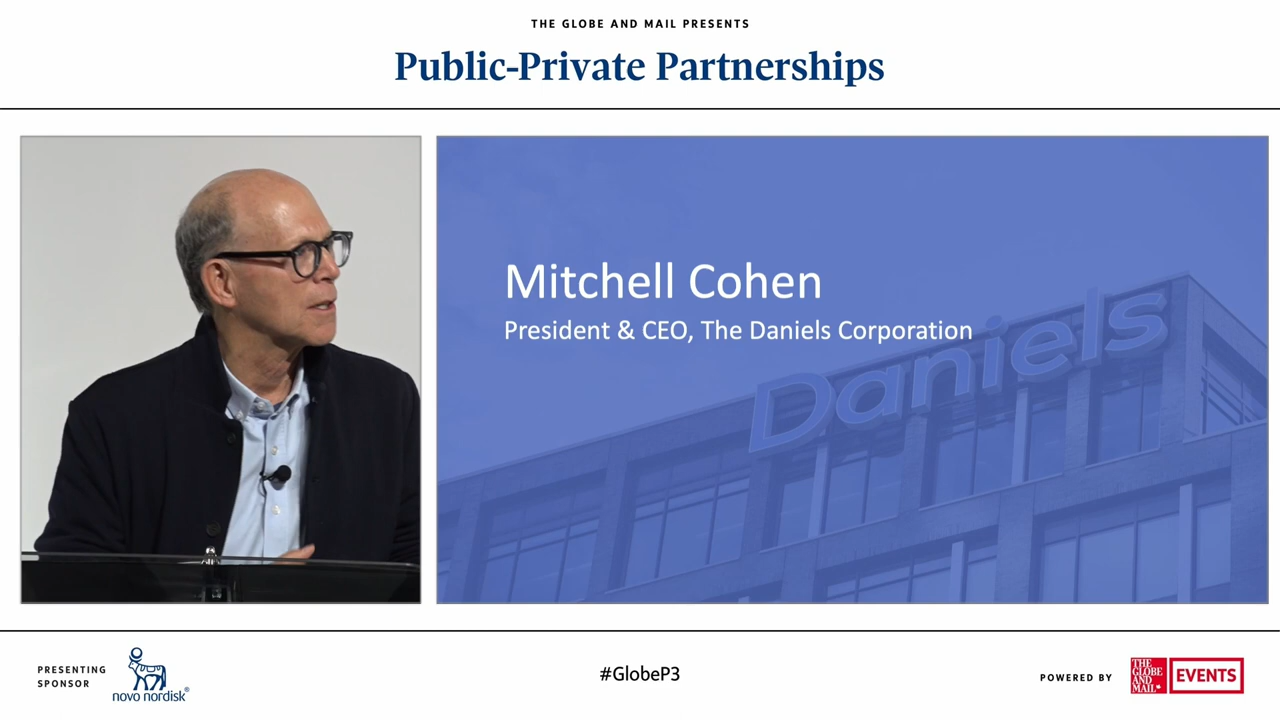 THE GLOBE AND MAIL PRESENTS
Public-Private Partnerships
Mitchell Cohen
President & CEO, The Daniels Corporation
Daniels
PRESENTING
SPONSOR
novo nordisk®
#GlobeP3
POWERED BY
THE
GLOBE
AND
MAIL
EVENTS